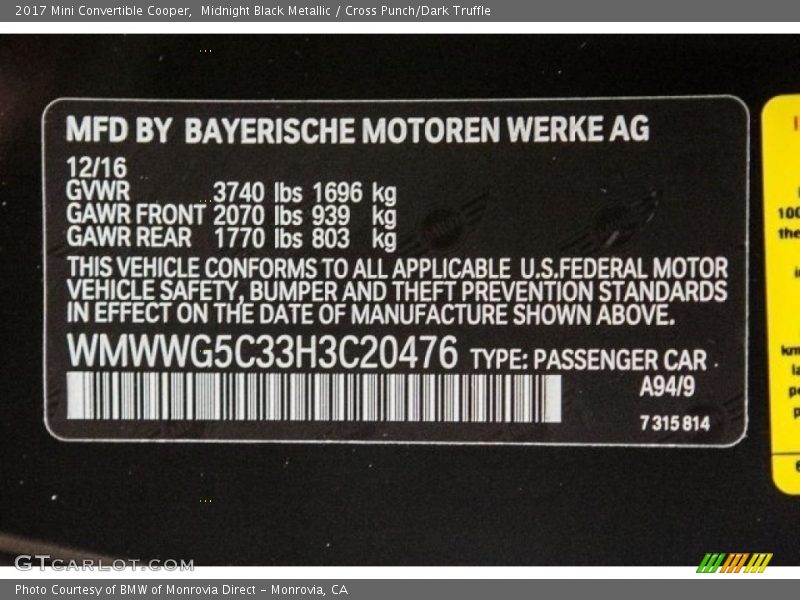 2017 Mini Convertible Cooper,  Midnight Black Metallic / Cross Punch/Dark Truffle
MFD BY BAYERISCHE MOTOREN WERKE AG
12/16
GVWR 3740 lbs 1696 kg
GAWR FRONT 2070 lbs 939 kg
GAWR REAR 1770 lbs 803 kg
THIS VEHICLE CONFORMS TO ALL APPLICABLE U.S.FEDERAL MOTOR
VEHICLE SAFETY, BUMPER AND THEFT PREVENTION STANDARDS
IN EFFECT ON THE DATE OF MANUFACTURE SHOWN ABOVE.
WMWWG5C33H3C20476 TYPE: PASSENGER CAR
A94/9
7 315 814
100
the
GTCARLOT.COM
Photo Courtesy of BMW of Monrovia Direct - Monrovia, CA